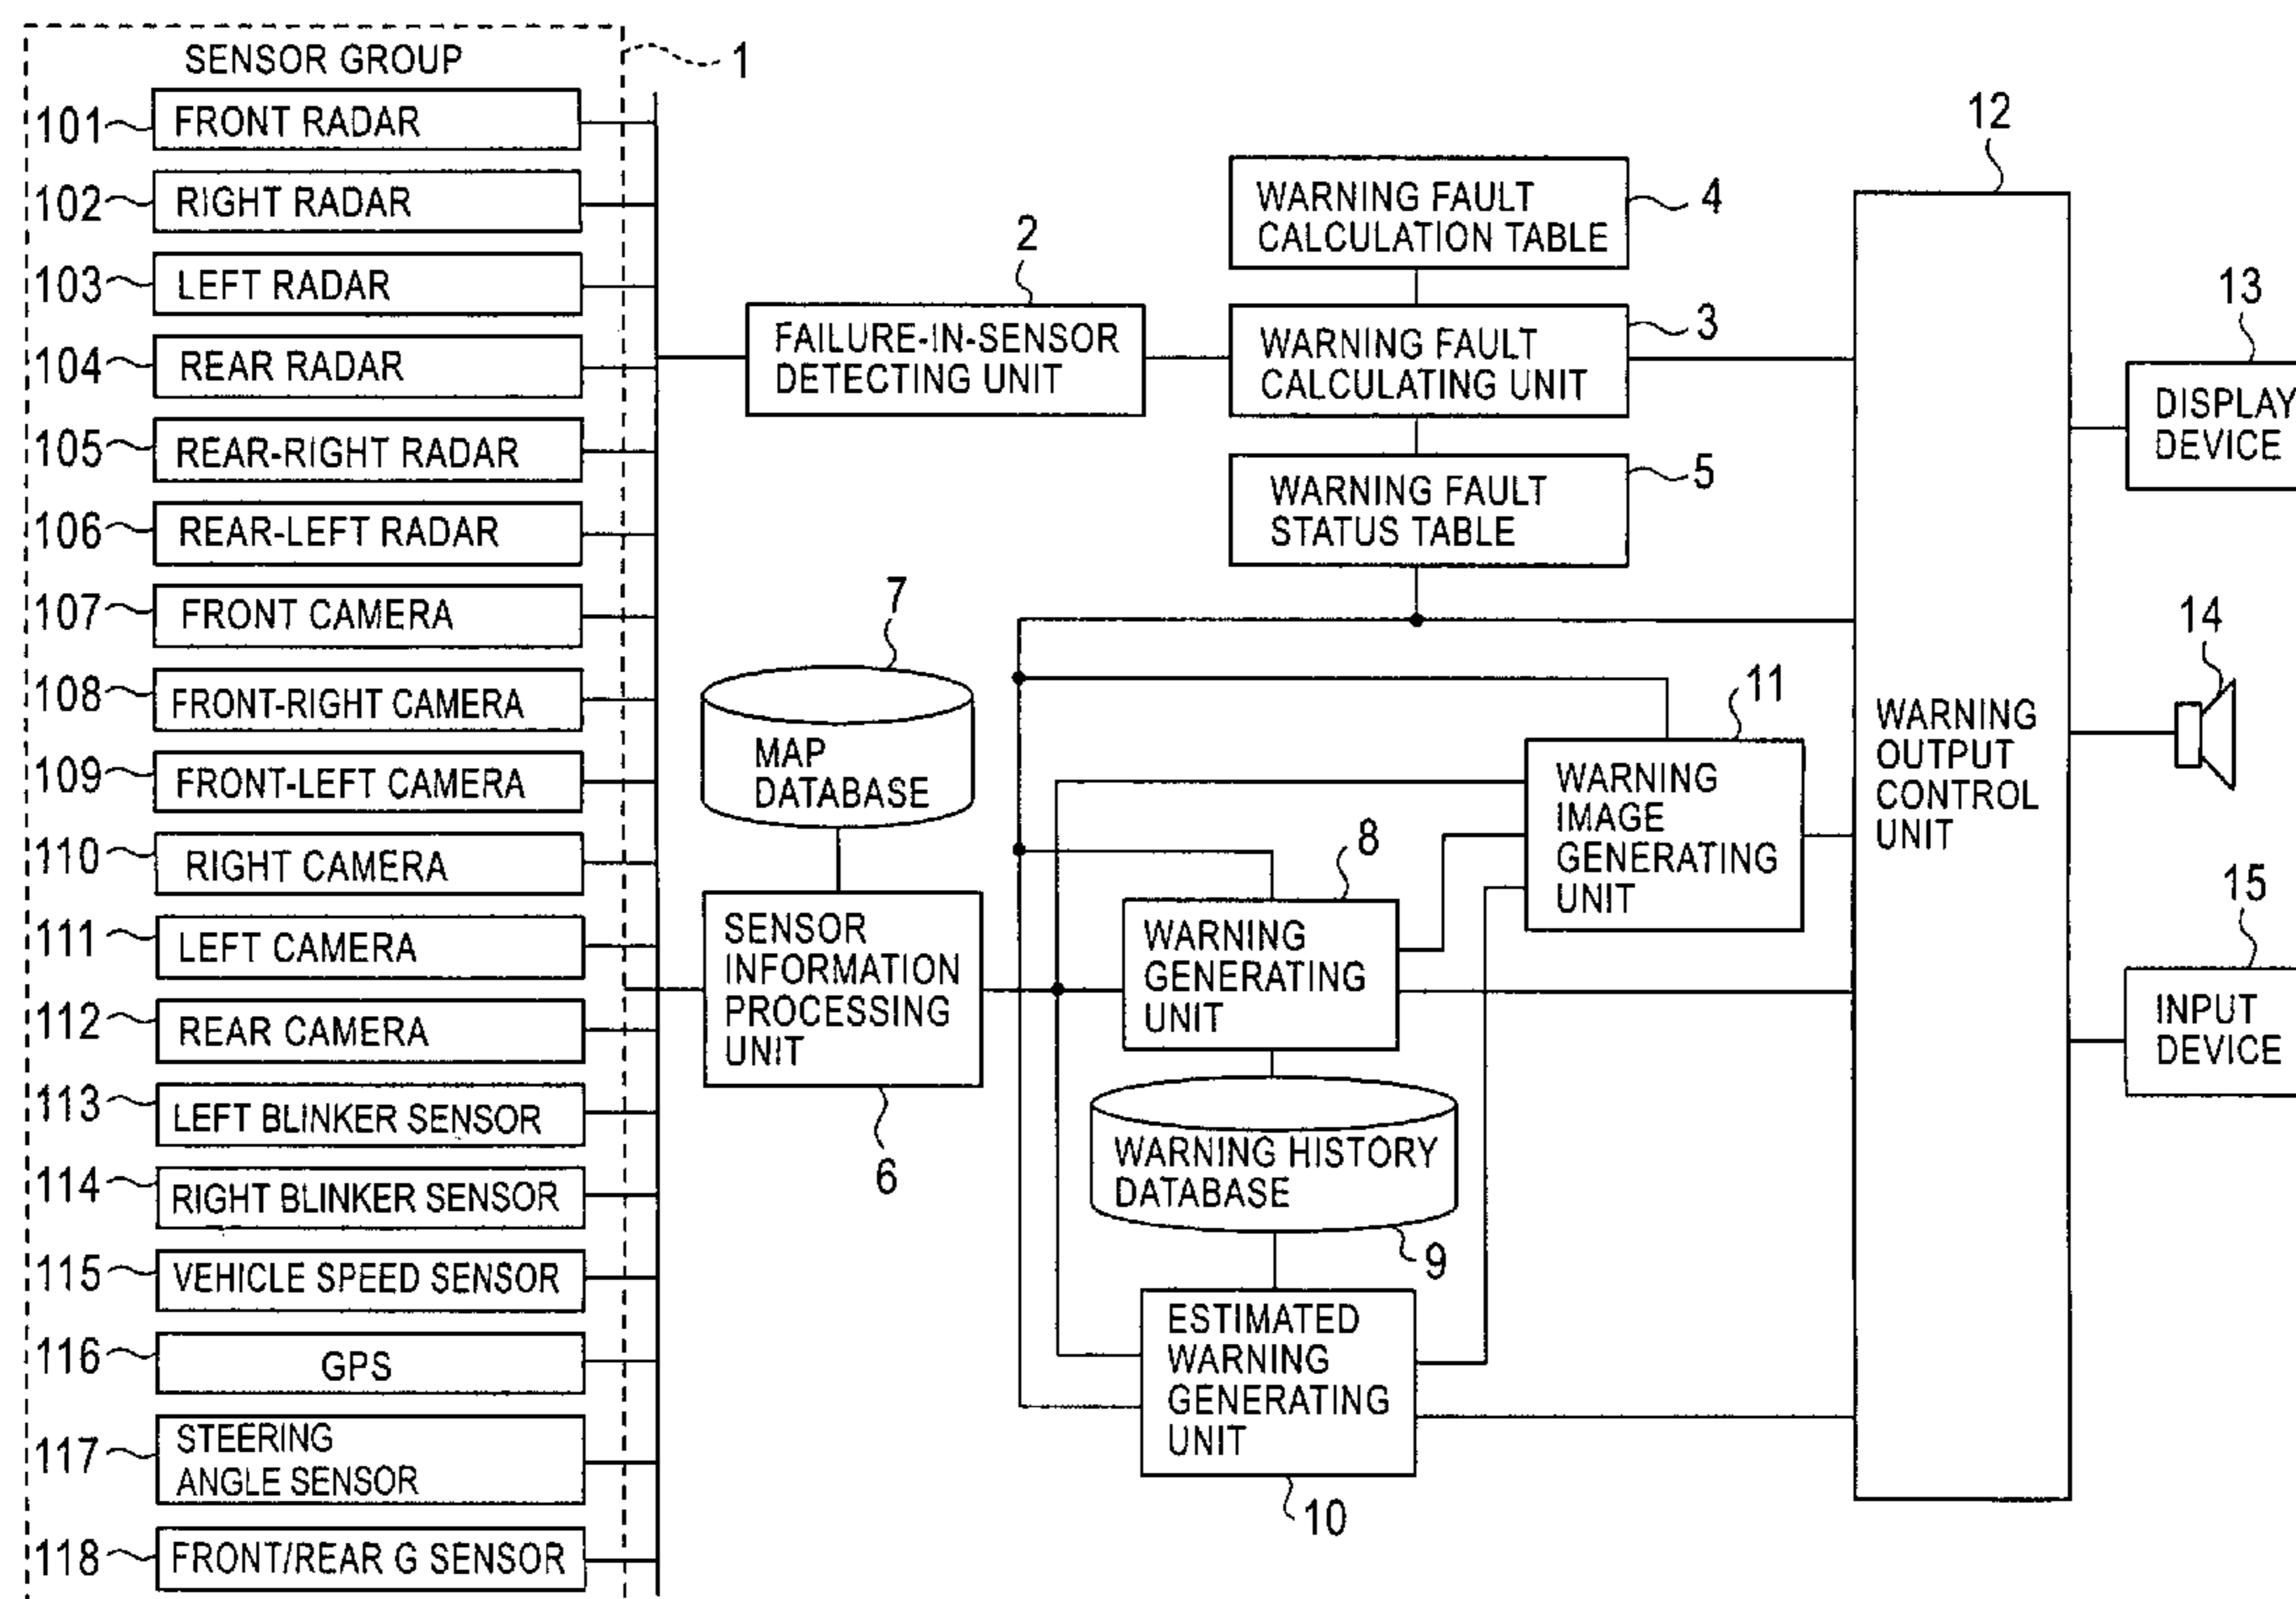 SENSOR GROUP
1
101 FRONT RADAR
102 RIGHT RADAR
103 LEFT RADAR
104 REAR RADAR
105 REAR-RIGHT RADAR
106 REAR-LEFT RADAR
107 FRONT CAMERA
108 FRONT-RIGHT CAMERA
109 FRONT-LEFT CAMERA
110 RIGHT CAMERA
111 LEFT CAMERA
112 REAR CAMERA
113 LEFT BLINKER SENSOR
114 RIGHT BLINKER SENSOR
115 VEHICLE SPEED SENSOR
116 GPS
117 STEERING
ANGLE SENSOR
118 FRONT/REAR G SENSOR
2
FAILURE-IN-SENSOR
DETECTING UNIT
4
WARNING FAULT
CALCULATION TABLE
3
WARNING FAULT
CALCULATING UNIT
5
WARNING FAULT
STATUS TABLE
7
MAP
DATABASE
SENSOR
INFORMATION
PROCESSING
UNIT
6
8
WARNING
GENERATING
UNIT
WARNING HISTORY
DATABASE
9
ESTIMATED
WARNING
GENERATING
UNIT
10
11
WARNING
IMAGE
GENERATING
UNIT
12
WARNING
OUTPUT
CONTROL
UNIT
13
DISPLAY
DEVICE
14
15
INPUT
DEVICE